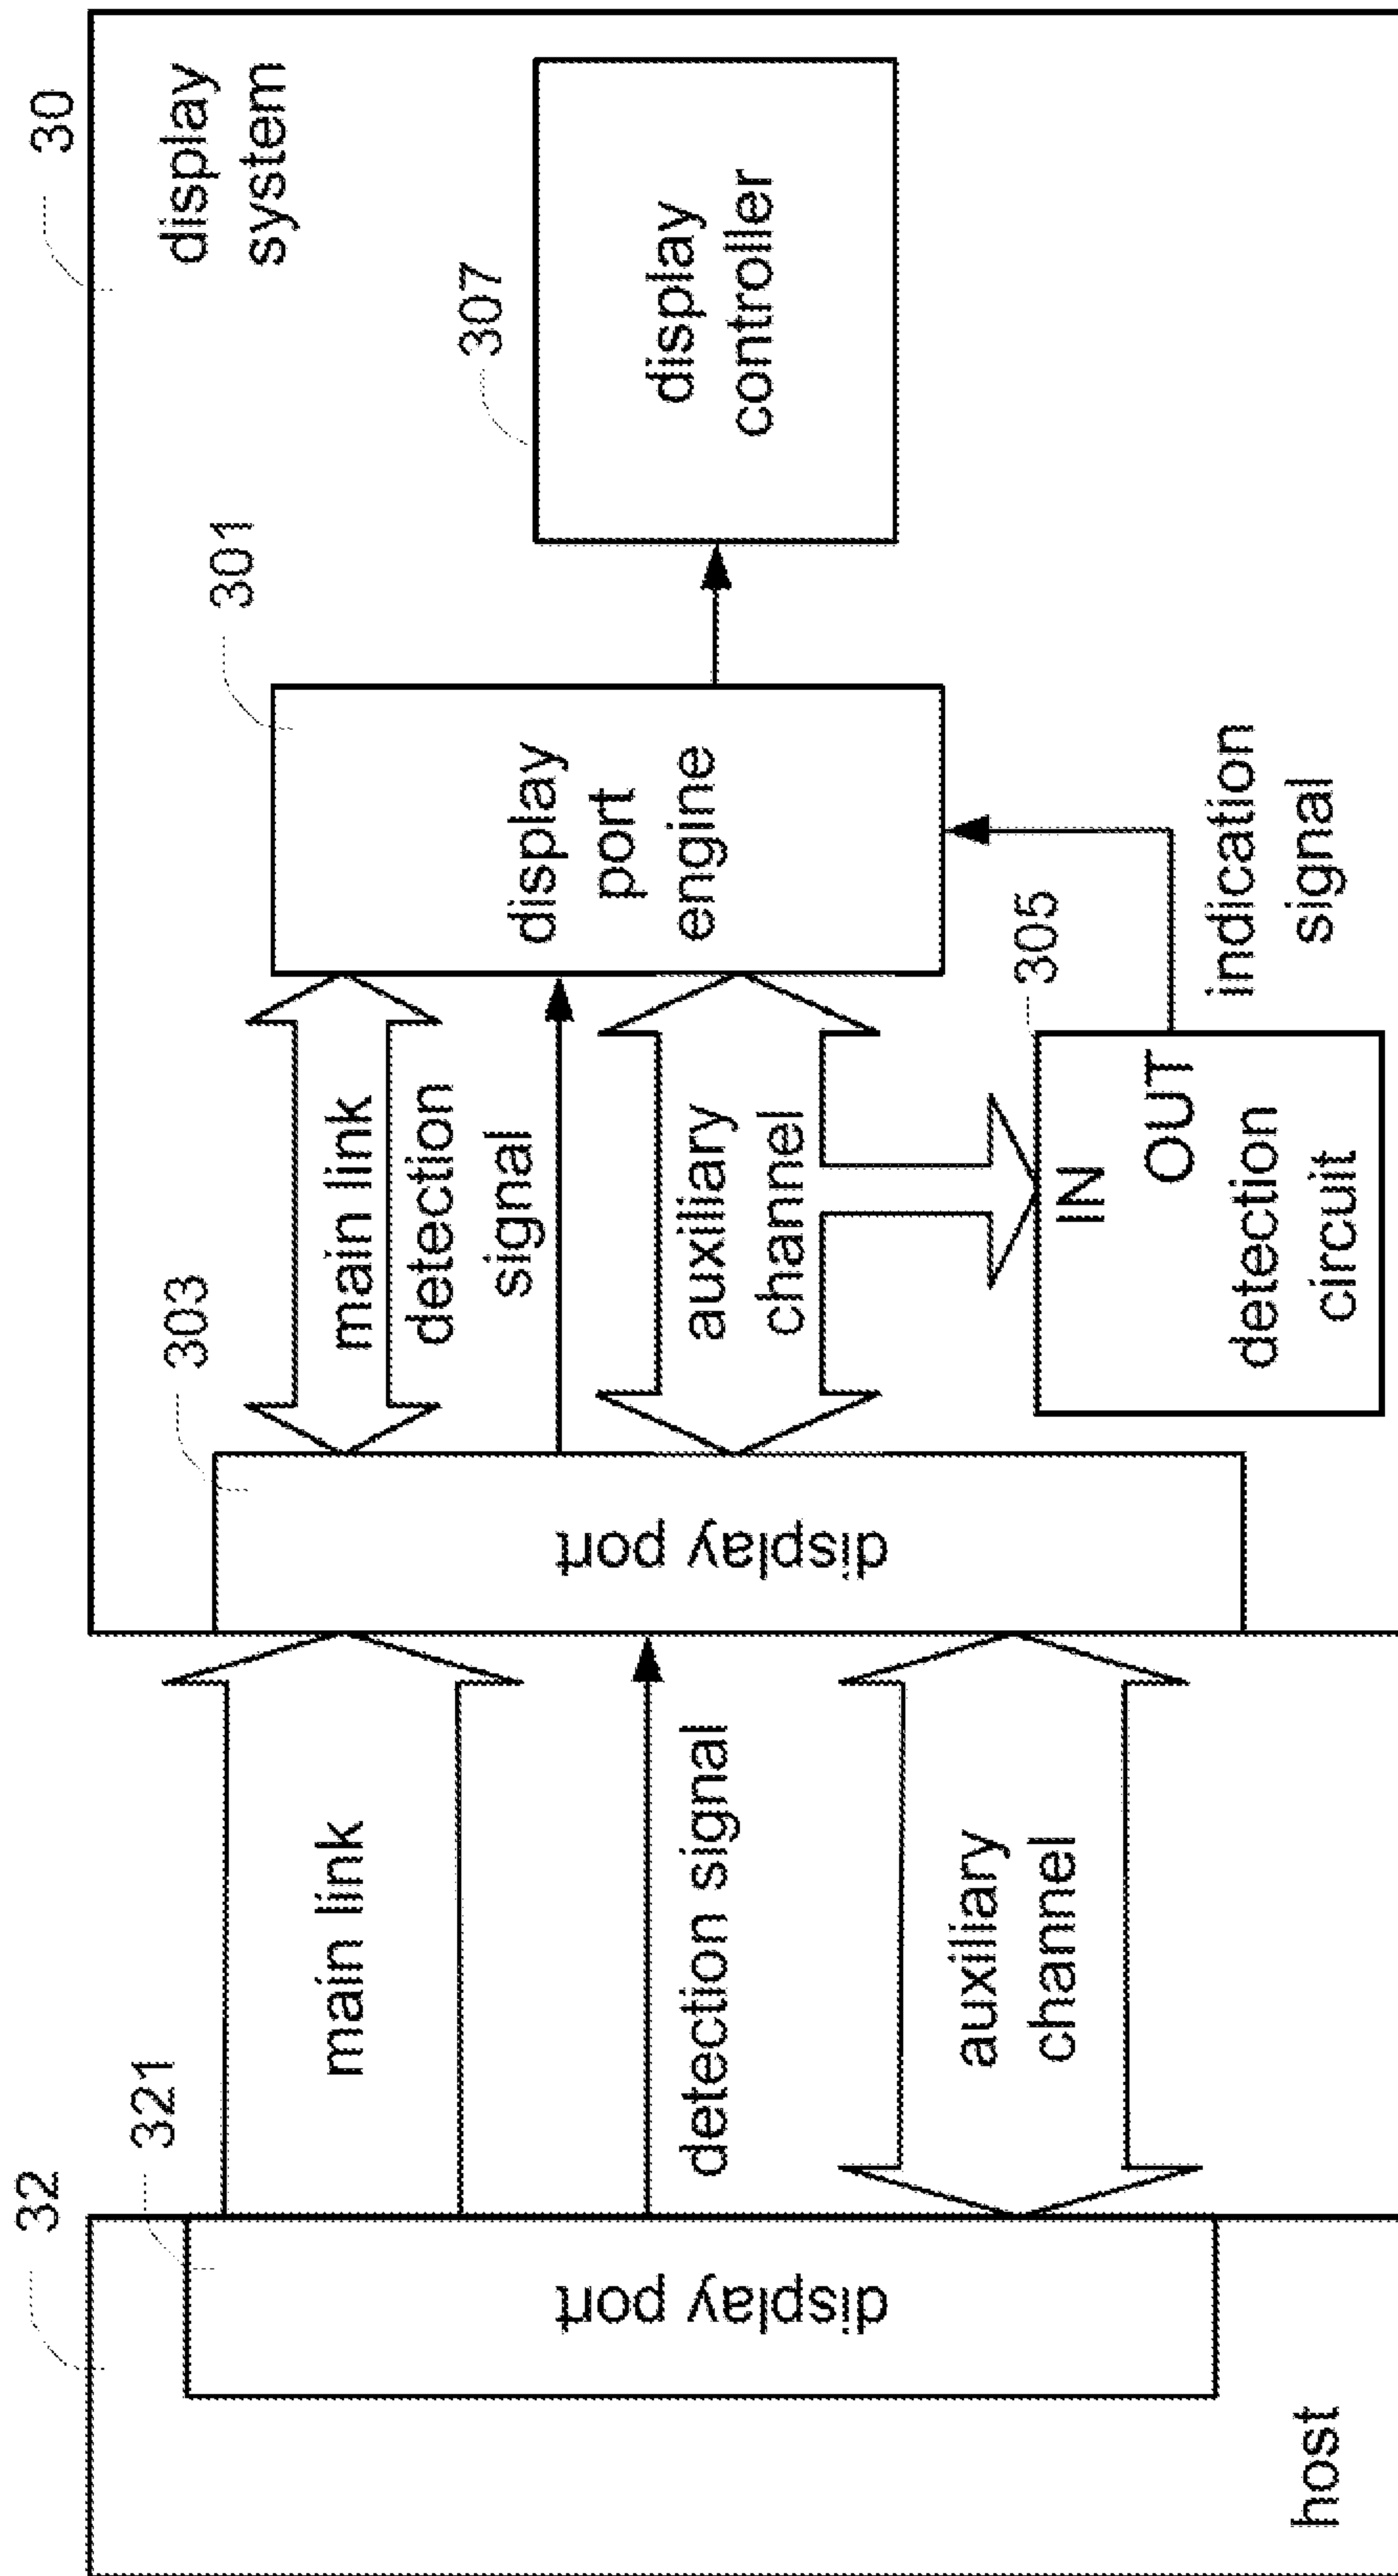 32
321
display port
host
main link
detection signal
auxiliary
channel
30
display
system
303
display port
main link
detection
signal
auxiliary
channel
301
display
port
engine
307
display
controller
305
IN
OUT
detection
circuit
indication
signal